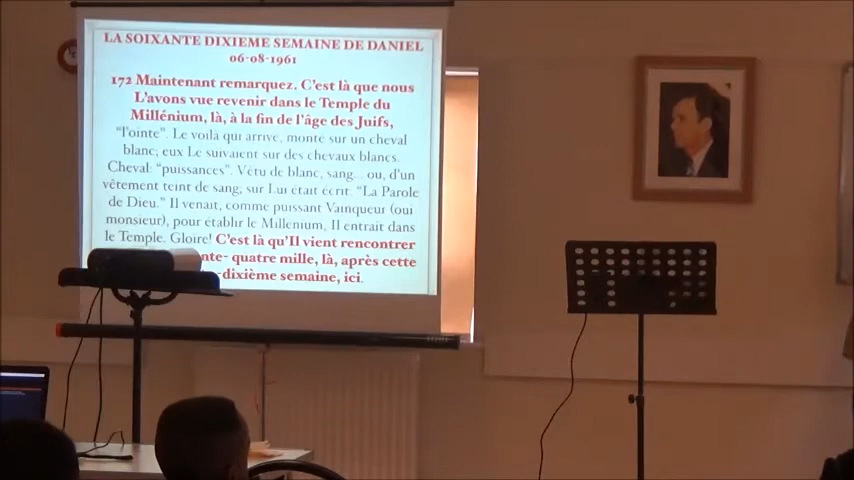 LA SOIXANTE DIXIEME SEMAINE DE DANIEL
06-08-1961
172 Maintenant remarquez. C'est là que nous
L'avons vue revenir dans le Temple du
Millénium, là, à la fin de l'âge des Juifs,
"l'ointe". Le voilà qui arrive, monté sur un cheval
blanc; eux Le suivaient sur des chevaux blancs.
Cheval: "puissances". Vêtu de blanc, sang... ou, d'un
vêtement teint de sang; sur Lui était écrit: "La Parole
de Dieu." Il venait, comme puissant Vainqueur (oui
monsieur), pour établir le Millénium, Il entrait dans
le Temple. Gloire! C'est là qu'Il vient rencontrer
nte- quatre mille, là, après cette
-dixième semaine, ici.